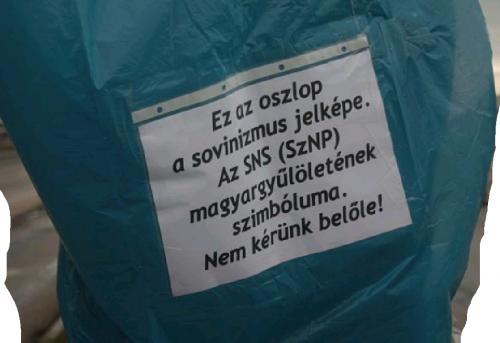 Ez az oszlop
a sovinizmus jelképe.
Az SNS (SzNP)
magyargyűlöletének
szimbóluma.
Nem kérünk belőle!